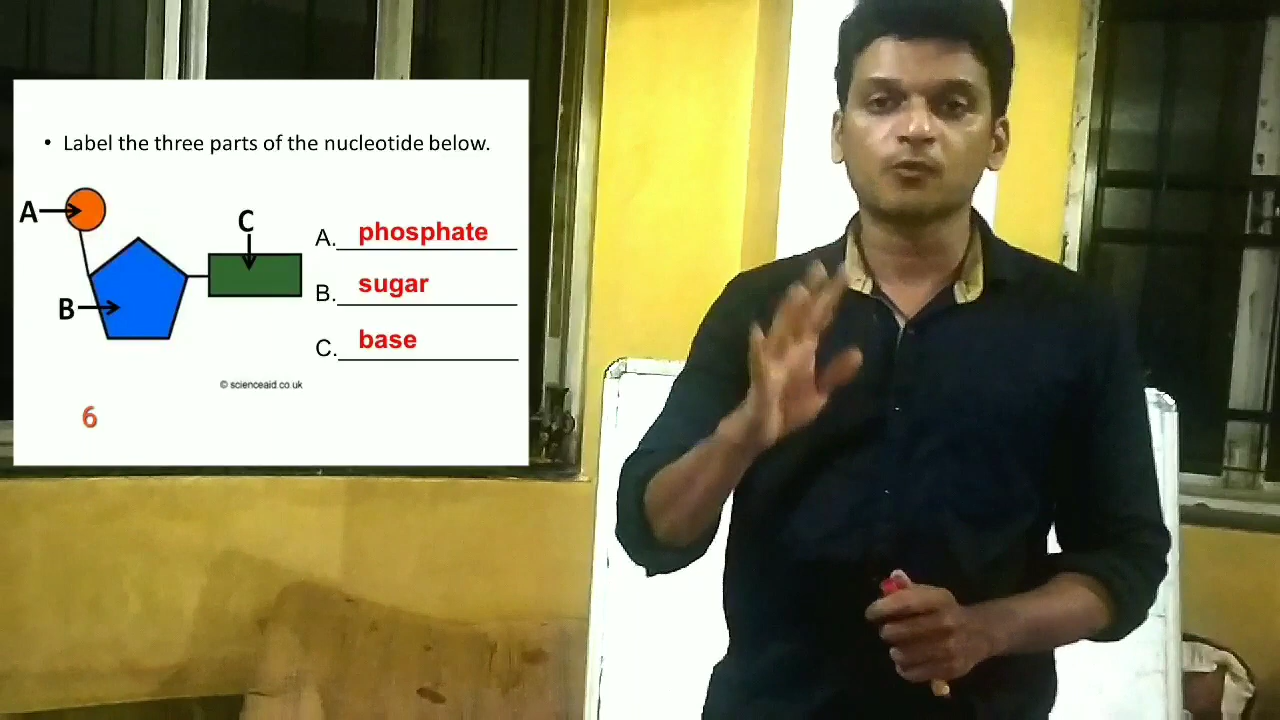 • Label the three parts of the nucleotide below.
A
C
A. phosphate
B. sugar
B
C. base
© scienceaid.co.uk
6